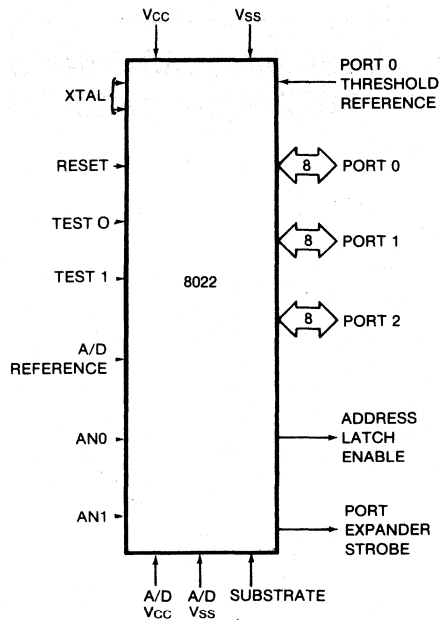 VCC
VSS
XTAL
PORT 0
THRESHOLD
REFERENCE
RESET
8
PORT 0
TEST O
8
PORT 1
TEST 1
8022
8
PORT 2
A/D
REFERENCE
AN0
ADDRESS
LATCH
ENABLE
AN1
PORT
EXPANDER
STROBE
A/D
VCC
A/D
VSS
SUBSTRATE